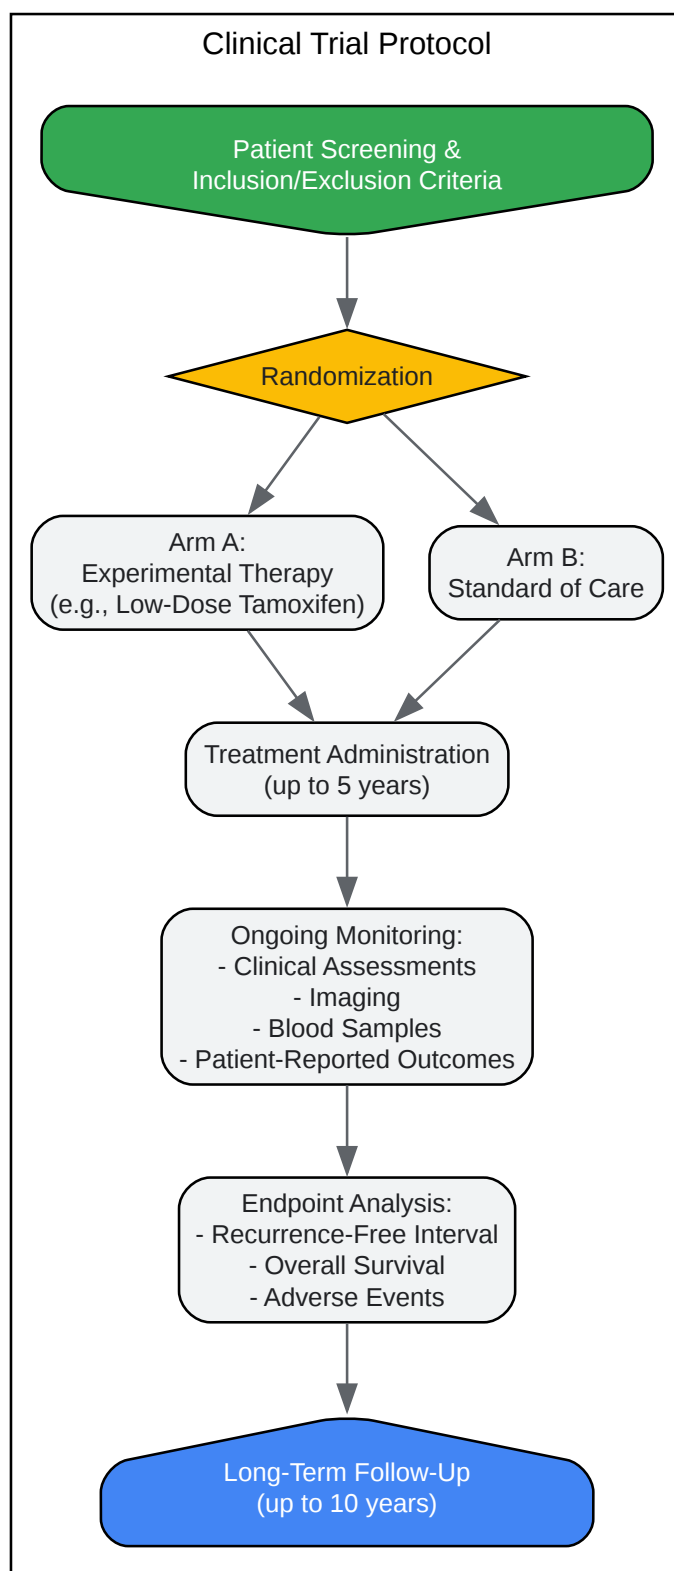 Clinical Trial Protocol
Patient Screening &
Inclusion/Exclusion Criteria
Randomization
Arm A:
Experimental Therapy
(e.g., Low-Dose Tamoxifen)
Arm B:
Standard of Care
Treatment Administration
(up to 5 years)
Ongoing Monitoring:
- Clinical Assessments
- Imaging
- Blood Samples
- Patient-Reported Outcomes
Endpoint Analysis:
- Recurrence-Free Interval
- Overall Survival
- Adverse Events
Long-Term Follow-Up
(up to 10 years)